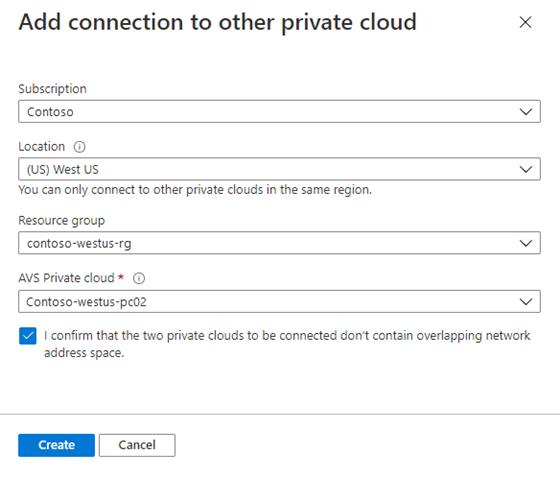 Add connection to other private cloud
Subscription
Contoso
Location
(US) West US
You can only connect to other private clouds in the same region.
Resource group
contoso-westus-rg
AVS Private cloud *
Contoso-westus-pc02
I confirm that the two private clouds to be connected don't contain overlapping network
address space.
Create Cancel